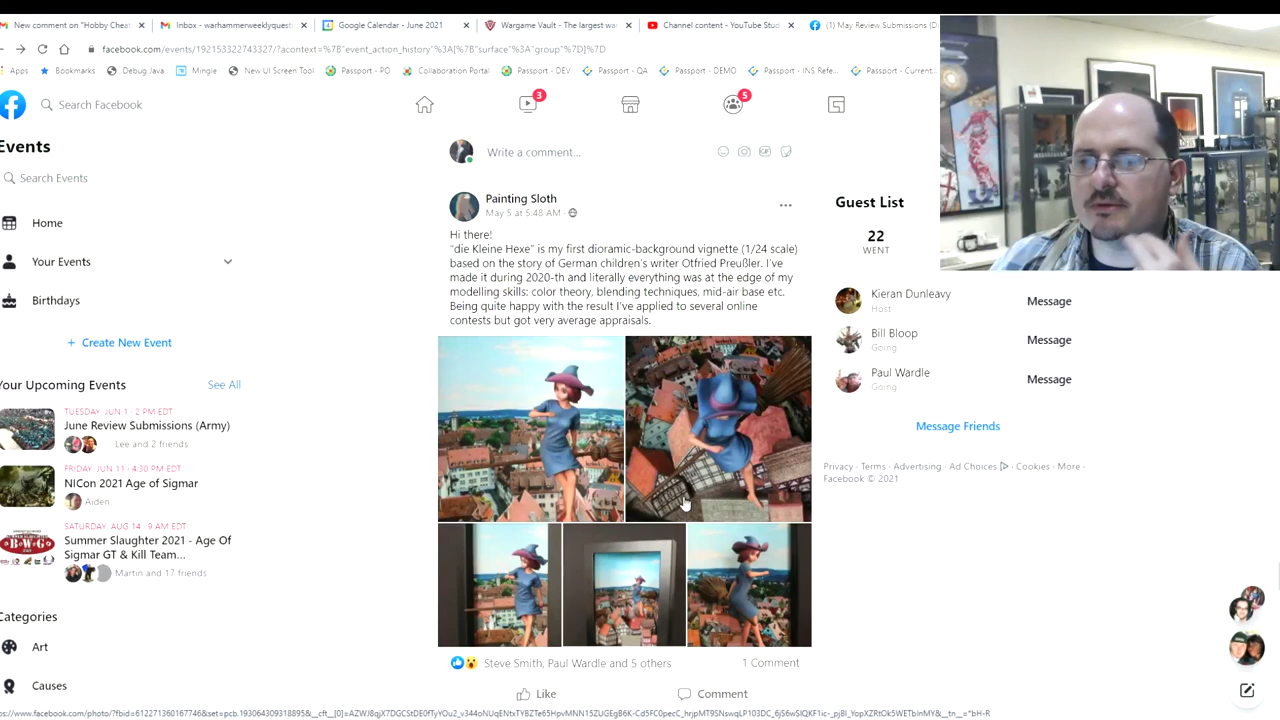 New comment on "Hobby Cheat
Inbox - warhammerweeklyquest
Google Calendar - June 2021
Wargame Vault - The largest wa
Channel content - YouTube Stud
(1) May Review Submissions (D
facebook.com/events/192153322743327/?acontext=%7B"event_action_history"%3A[%7B"surface"%3A"group"%7D]%7D
Apps
Bookmarks
Debug Java
Mingle
New UI Screen Tool
Passport - PO
Collaboration Portal
Passport - DEV
Passport - QA
Passport - DEMO
Passport - INS Refe...
Passport - Current...
Search Facebook
3
5
Events
Search Events
Home
Your Events
Birthdays
+ Create New Event
Your Upcoming Events
See All
TUESDAY, JUN 1 · 2 PM EDT
June Review Submissions (Army)
Lee and 2 friends
FRIDAY, JUN 11 · 4:30 PM EDT
NICon 2021 Age of Sigmar
Aiden
SATURDAY, AUG 14 · 9 AM EDT
Summer Slaughter 2021 - Age Of
Sigmar GT & Kill Team...
Martin and 17 friends
Categories
Art
Causes
Write a comment...
Painting Sloth
May 5 at 5:48 AM ·
Hi there!
"die Kleine Hexe" is my first dioramic-background vignette (1/24 scale)
based on the story of German children's writer Otfried Preußler. I've
made it during 2020-th and literally everything was at the edge of my
modelling skills: color theory, blending techniques, mid-air base etc.
Being quite happy with the result I've applied to several online
contests but got very average appraisals.
Steve Smith, Paul Wardle and 5 others
1 Comment
Like
Comment
Guest List
22
WENT
Kieran Dunleavy
Host
Message
Bill Bloop
Going
Message
Paul Wardle
Going
Message
Message Friends
Privacy · Terms · Advertising · Ad Choices · Cookies · More ·
Facebook © 2021